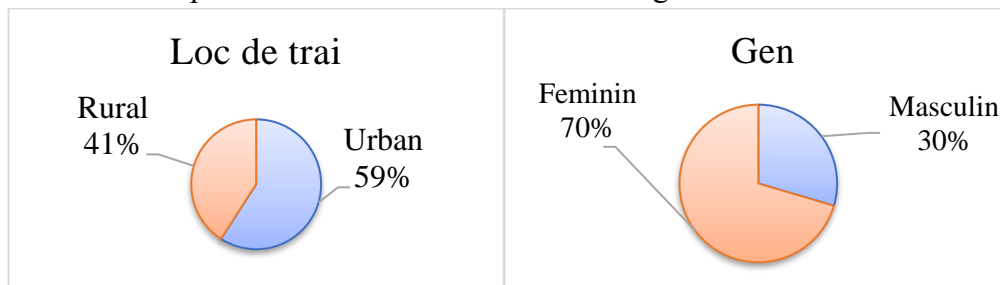 Loc de trai
Rural
41%
Urban
59%
Gen
Feminin
70%
Masculin
30%